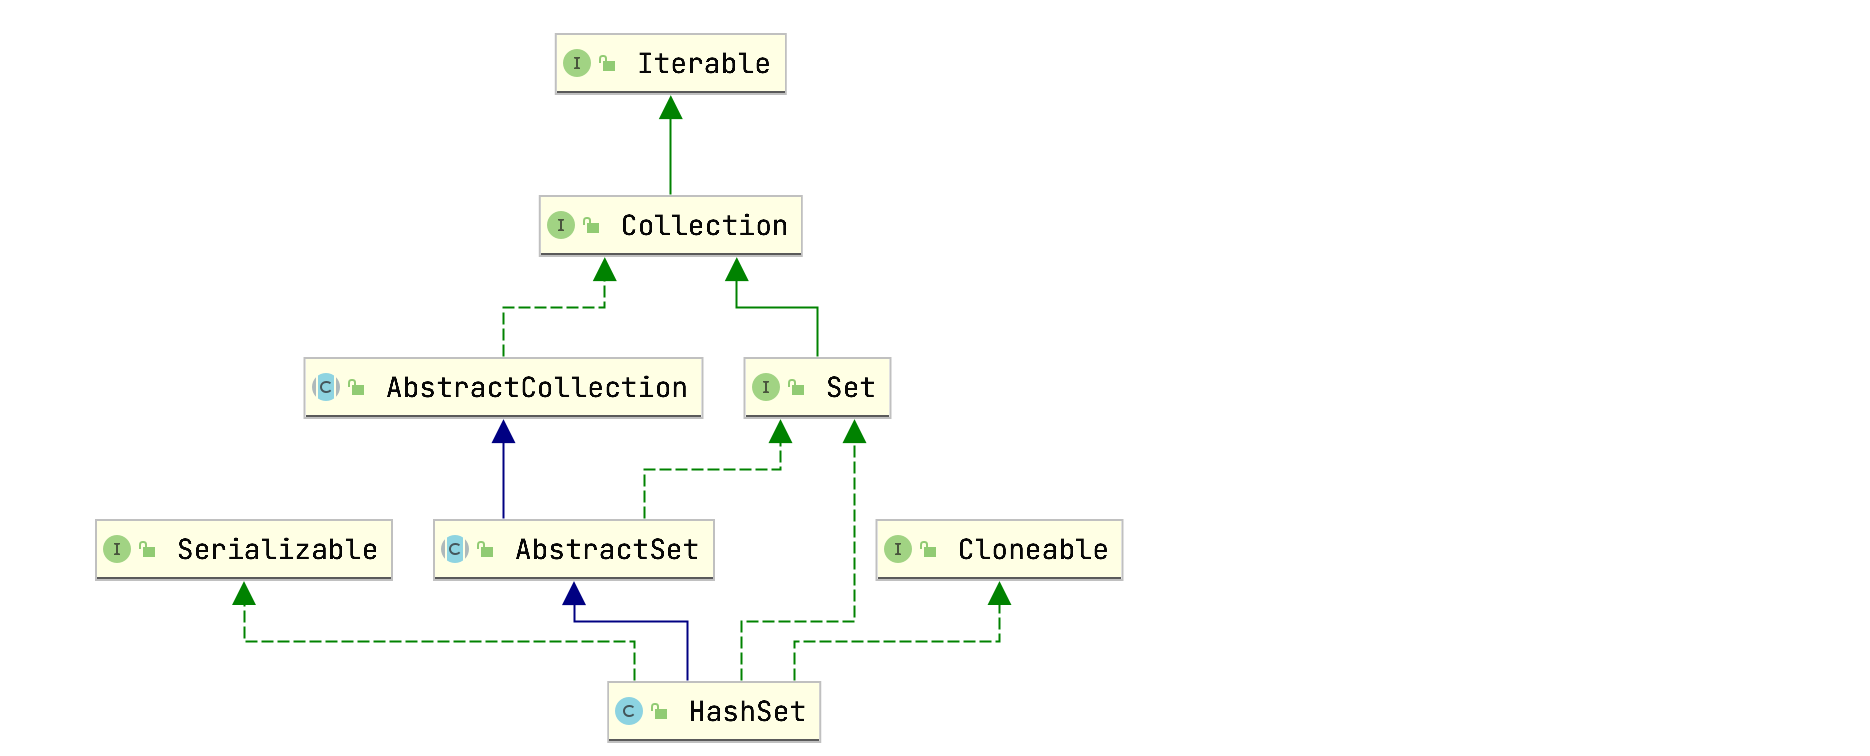 I Iterable
I Collection
C AbstractCollection
I Set
I Serializable
C AbstractSet
I Cloneable
C HashSet